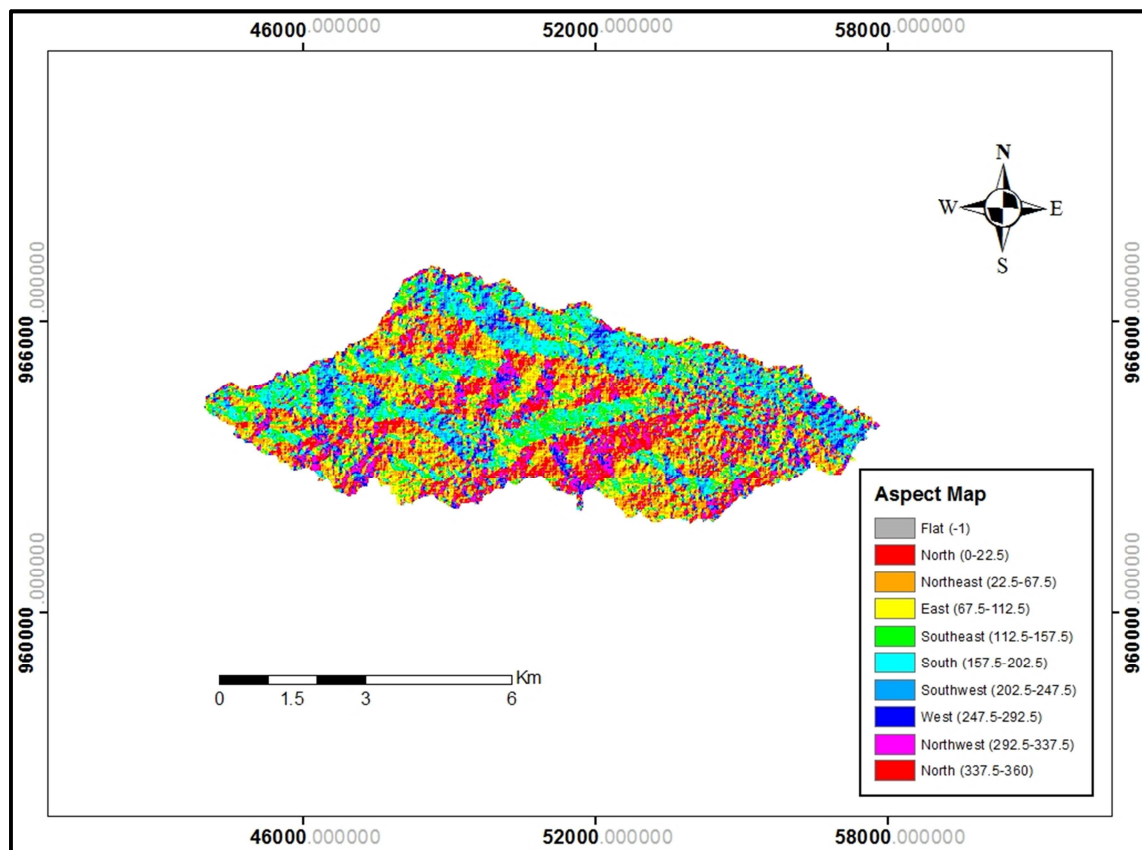 46000.000000 52000.000000 58000.000000
N
W E
S
966000.000000 966000.000000
960000.000000 960000.000000
Aspect Map
Flat (-1)
North (0-22.5)
Northeast (22.5-67.5)
East (67.5-112.5)
Southeast (112.5-157.5)
South (157.5-202.5)
Southwest (202.5-247.5)
West (247.5-292.5)
Northwest (292.5-337.5)
North (337.5-360)
Km
0 1.5 3 6
46000.000000 52000.000000 58000.000000